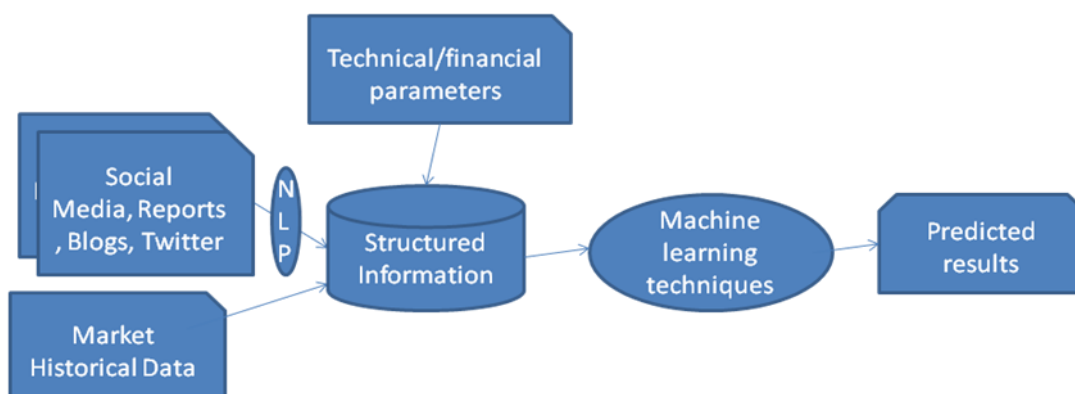 Technical/financial
parameters
Social
Media, Reports
, Blogs, Twitter
N
L
P
Structured
Information
Machine
learning
techniques
Predicted
results
Market
Historical Data